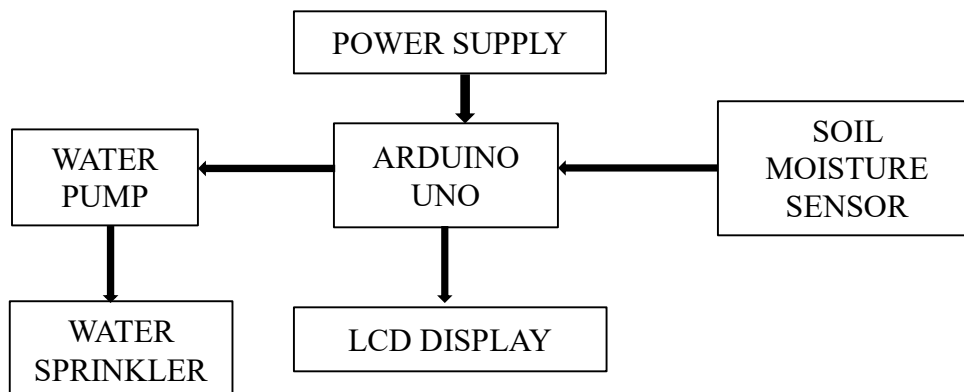 POWER SUPPLY
WATER
PUMP
ARDUINO
UNO
SOIL
MOISTURE
SENSOR
WATER
SPRINKLER
LCD DISPLAY